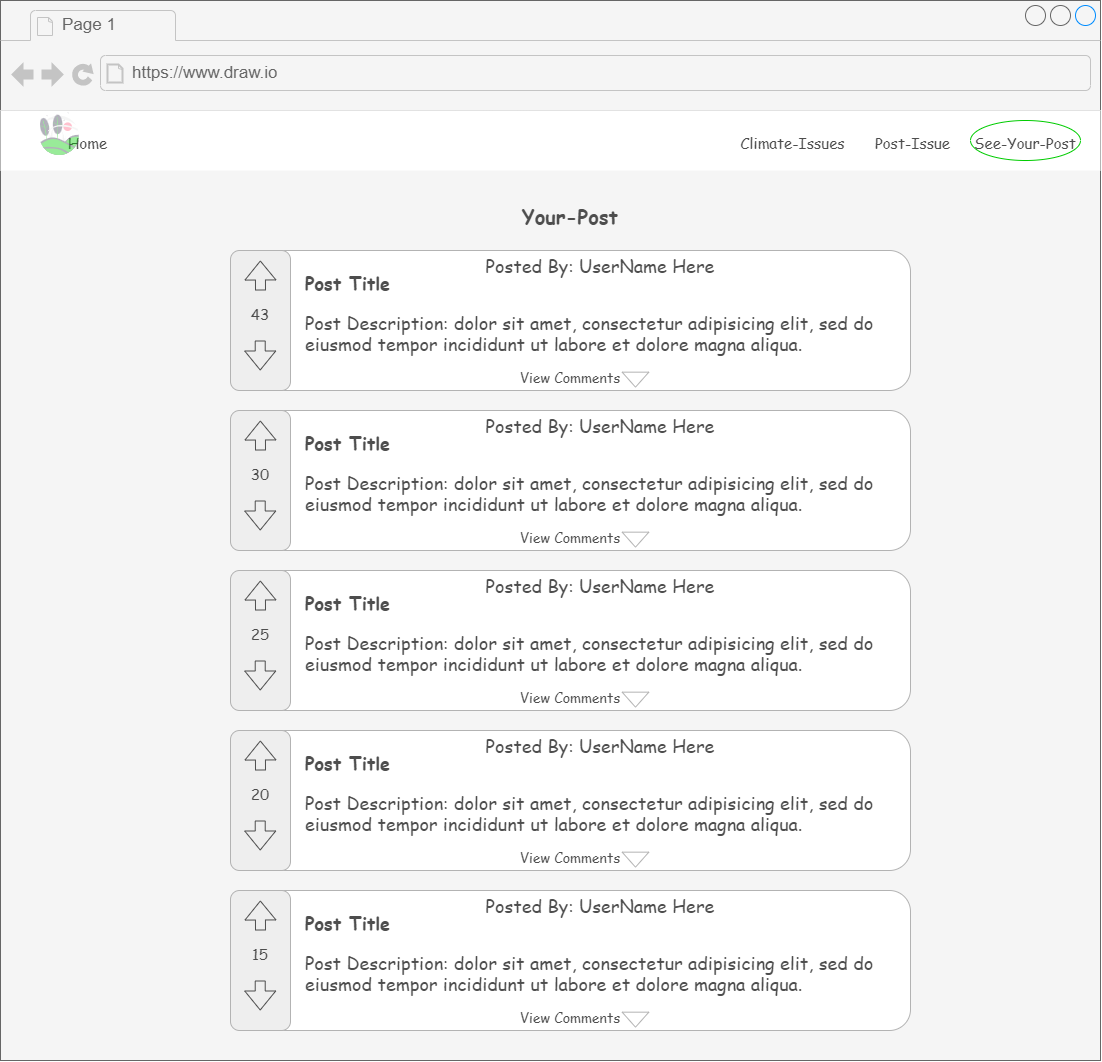 Page 1
https://www.draw.io
Home
Climate-Issues
Post-Issue
See-Your-Post
Your-Post
Posted By: UserName Here
Post Title
43
Post Description: dolor sit amet, consectetur adipisicing elit, sed do
eiusmod tempor incididunt ut labore et dolore magna aliqua.
View Comments
Posted By: UserName Here
Post Title
30
Post Description: dolor sit amet, consectetur adipisicing elit, sed do
eiusmod tempor incididunt ut labore et dolore magna aliqua.
View Comments
Posted By: UserName Here
Post Title
25
Post Description: dolor sit amet, consectetur adipisicing elit, sed do
eiusmod tempor incididunt ut labore et dolore magna aliqua.
View Comments
Posted By: UserName Here
Post Title
20
Post Description: dolor sit amet, consectetur adipisicing elit, sed do
eiusmod tempor incididunt ut labore et dolore magna aliqua.
View Comments
Posted By: UserName Here
Post Title
15
Post Description: dolor sit amet, consectetur adipisicing elit, sed do
eiusmod tempor incididunt ut labore et dolore magna aliqua.
View Comments